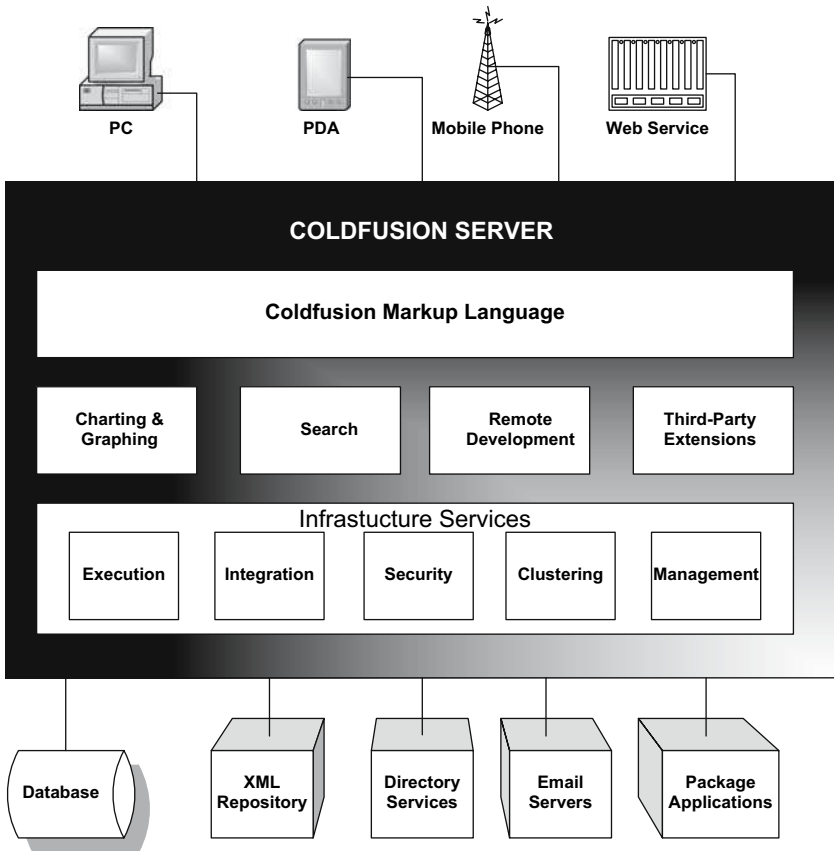 PC
PDA
Mobile Phone
Web Service
COLDFUSION SERVER
Coldfusion Markup Language
Charting &
Graphing
Search
Remote
Development
Third-Party
Extensions
Infrastucture Services
Execution
Integration
Security
Clustering
Management
Database
XML
Repository
Directory
Services
Email
Servers
Package
Applications